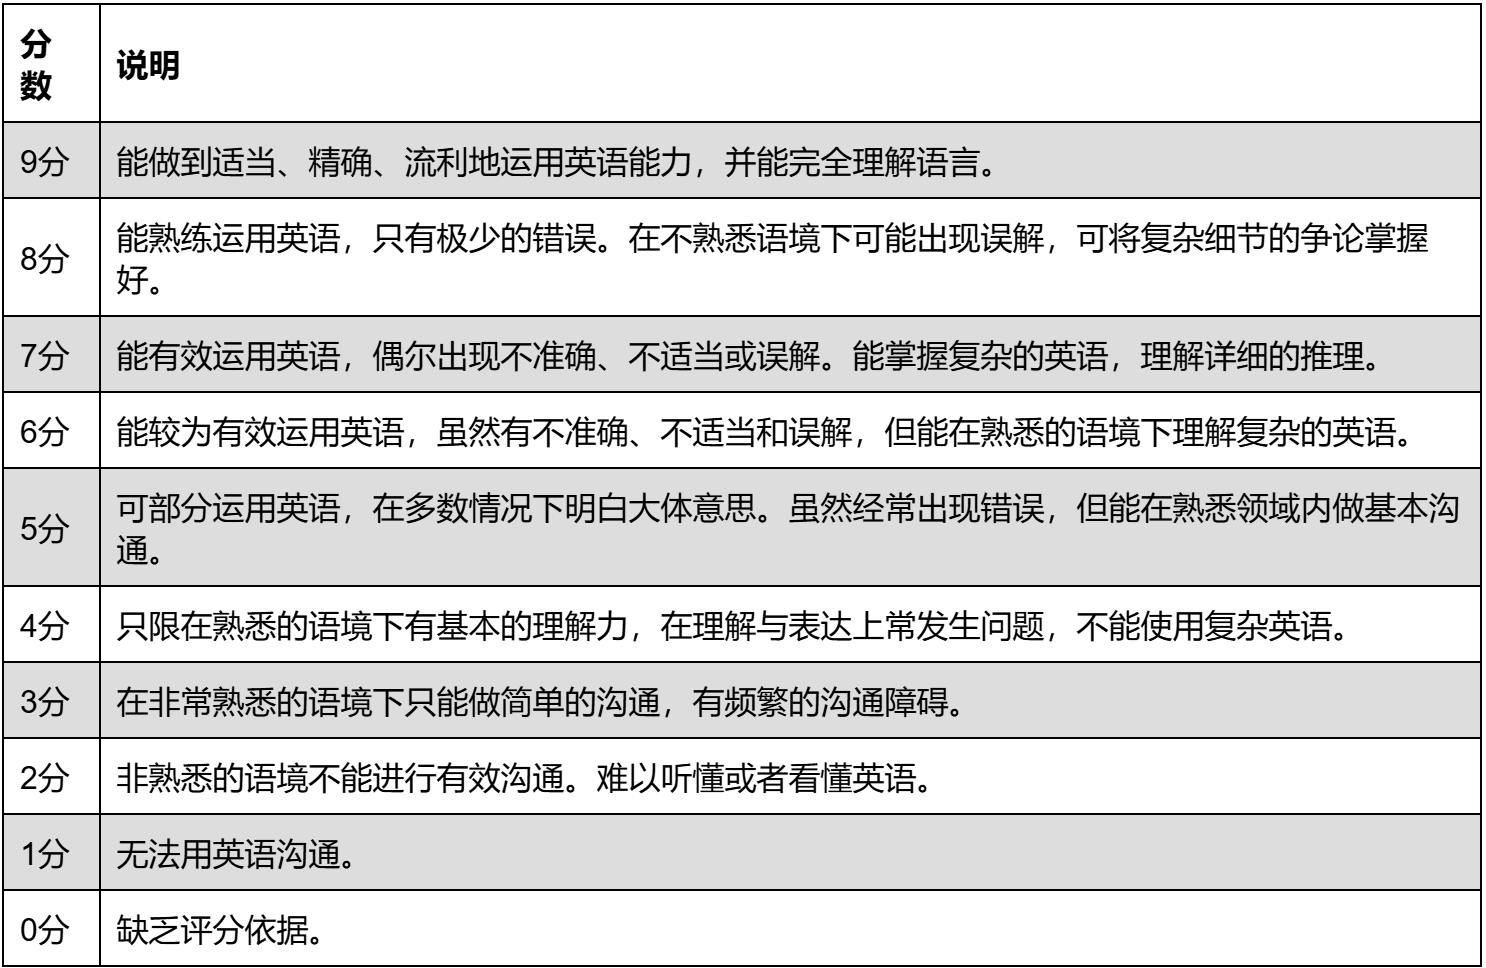 分
数
说明
9分
能做到适当、精确、流利地运用英语能力，并能完全理解语言。
8分
能熟练运用英语，只有极少的错误。在不熟悉语境下可能出现误解，可将复杂细节的争论掌握
好。
7分
能有效运用英语，偶尔出现不准确、不适当或误解。能掌握复杂的英语，理解详细的推理。
6分
能较为有效运用英语，虽然有不准确、不适当和误解，但能在熟悉的语境下理解复杂的英语。
5分
可部分运用英语，在多数情况下明白大体意思。虽然经常出现错误，但能在熟悉领域内做基本沟
通。
4分
只限在熟悉的语境下有基本的理解力，在理解与表达上常发生问题，不能使用复杂英语。
3分
在非常熟悉的语境下只能做简单的沟通，有频繁的沟通障碍。
2分
非熟悉的语境不能进行有效沟通。难以听懂或者看懂英语。
1分
无法用英语沟通。
0分
缺乏评分依据。